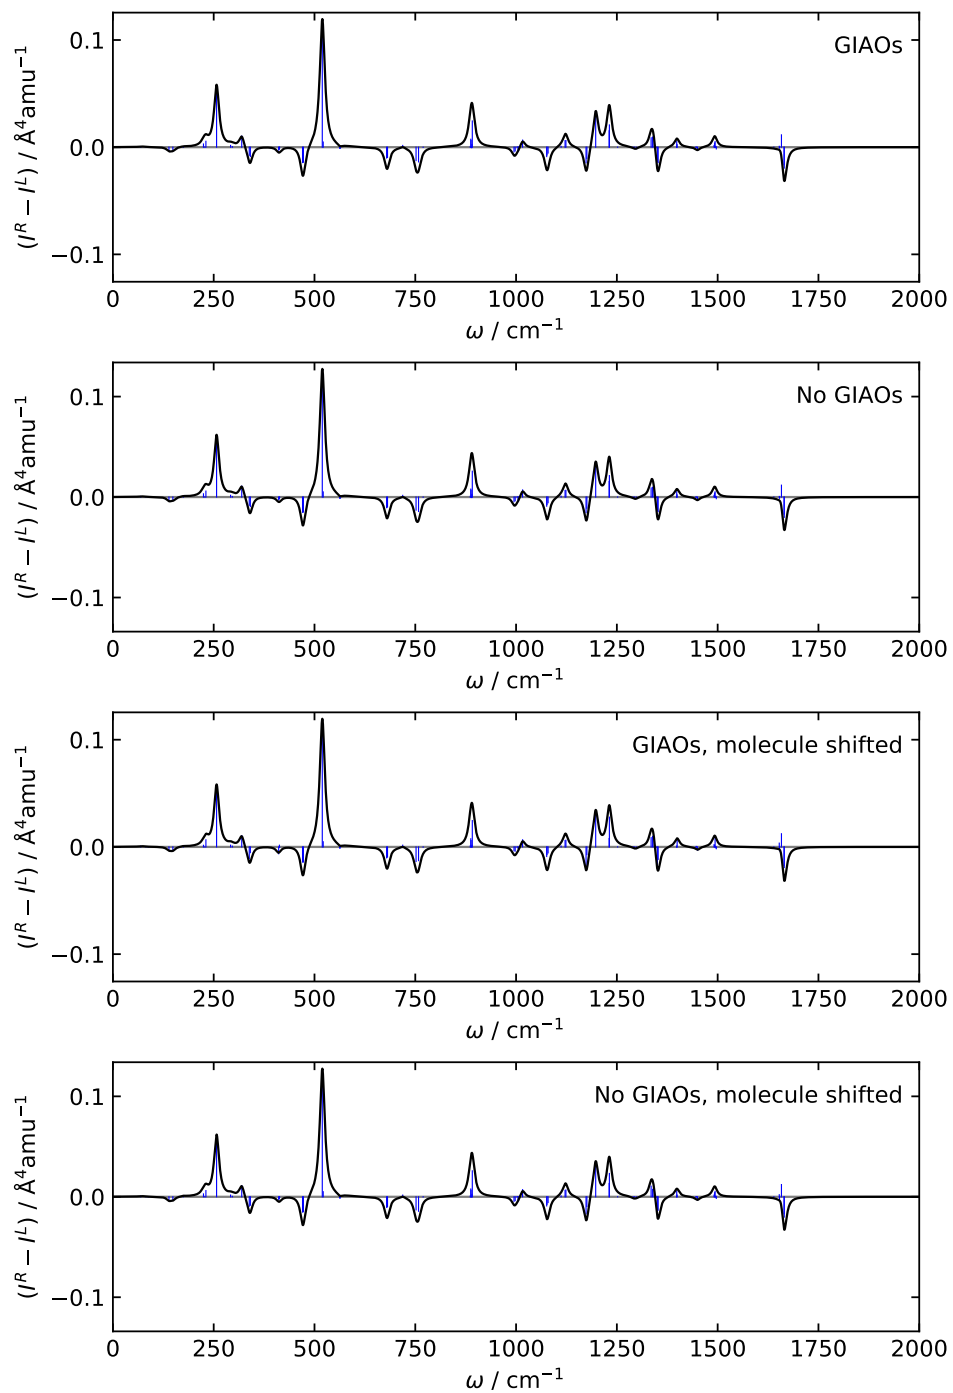 0.1
0.0
−0.1
(I^R − I^L) / Å⁴amu⁻¹
GIAOs
0 250 500 750 1000 1250 1500 1750 2000
ω / cm⁻¹
0.1
0.0
−0.1
(I^R − I^L) / Å⁴amu⁻¹
No GIAOs
0 250 500 750 1000 1250 1500 1750 2000
ω / cm⁻¹
0.1
0.0
−0.1
(I^R − I^L) / Å⁴amu⁻¹
GIAOs, molecule shifted
0 250 500 750 1000 1250 1500 1750 2000
ω / cm⁻¹
0.1
0.0
−0.1
(I^R − I^L) / Å⁴amu⁻¹
No GIAOs, molecule shifted
0 250 500 750 1000 1250 1500 1750 2000
ω / cm⁻¹